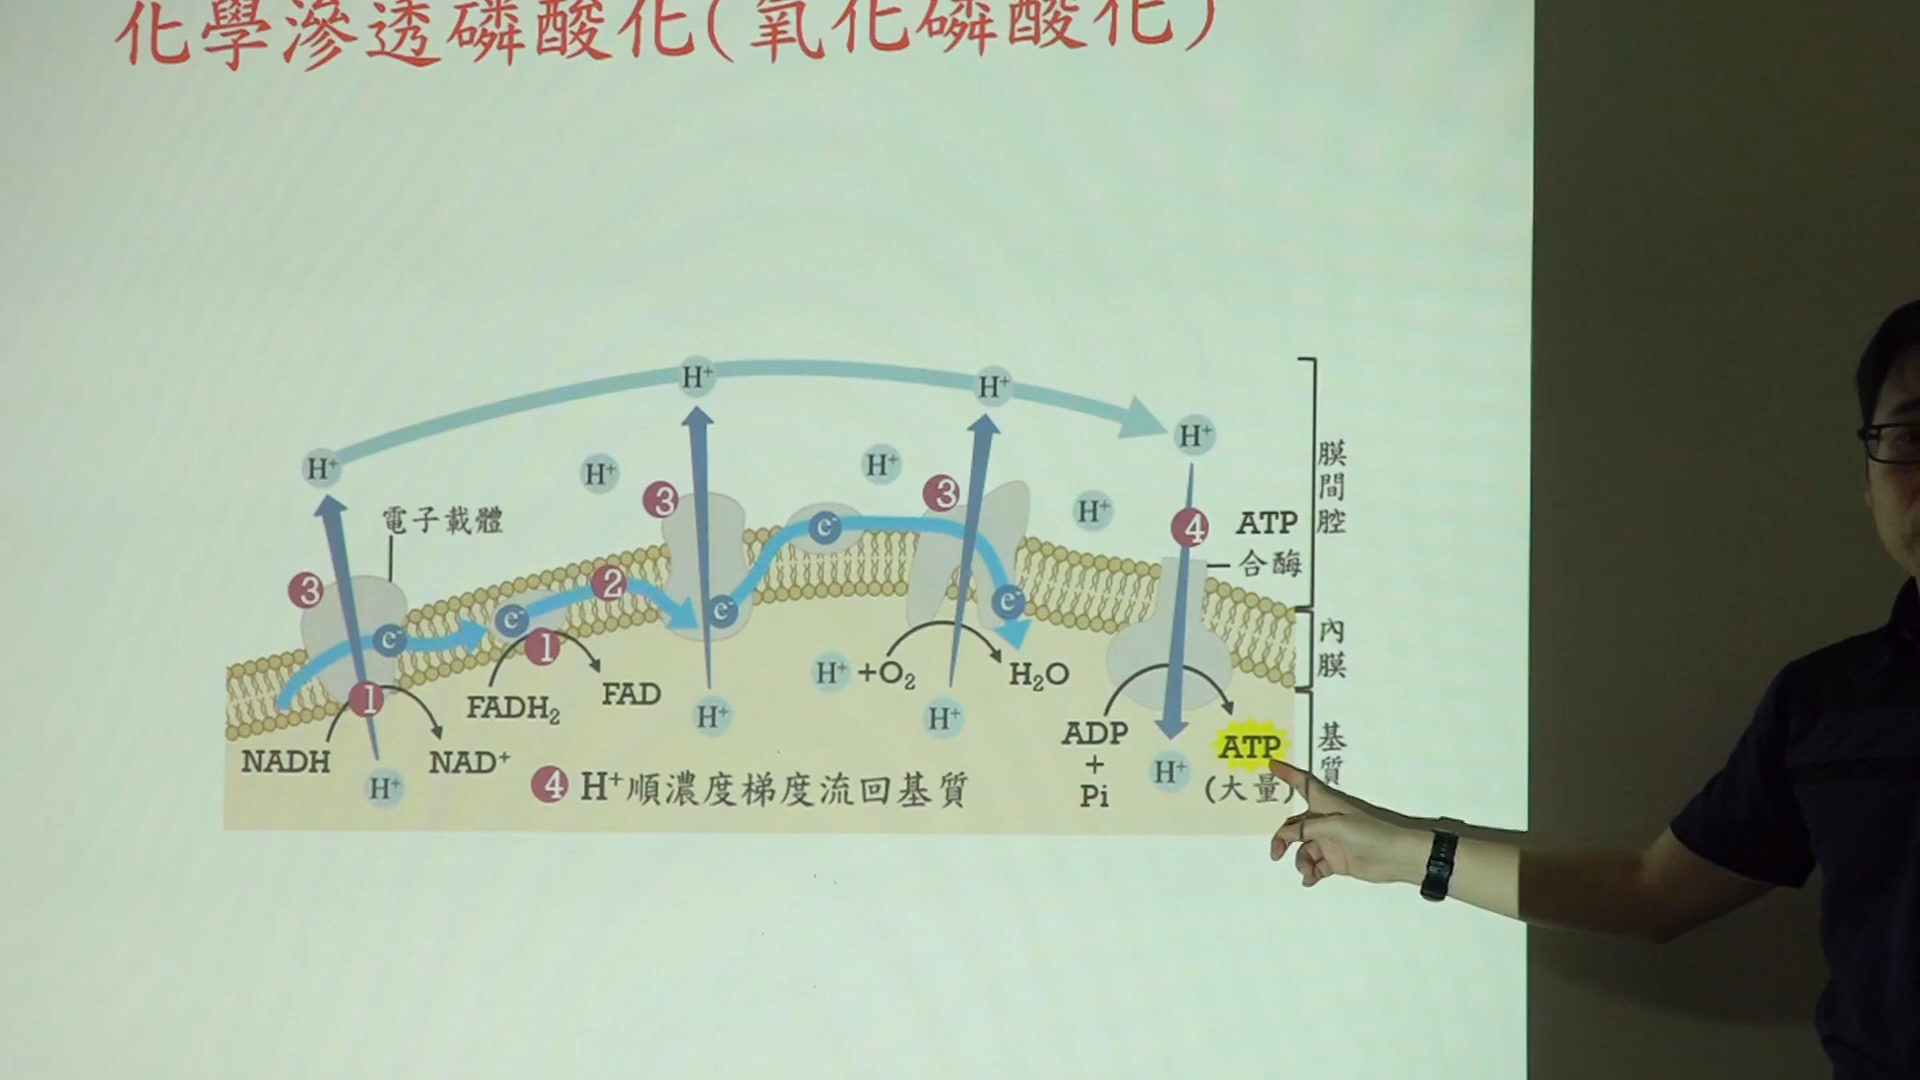 化學滲透磷酸化(氧化磷酸化)
H⁺
H⁺
H⁺
H⁺
H⁺
H⁺
H⁺
電子載體
3
3
3
4
ATP
合酶
膜間腔
1
e⁻
e⁻
1
2
e⁻
e⁻
e⁻
內膜
NADH
NAD⁺
H⁺
FADH₂
FAD
H⁺
H⁺+O₂
H₂O
H⁺
ADP
+
Pi
H⁺
ATP
(大量)
基質
4 H⁺順濃度梯度流回基質